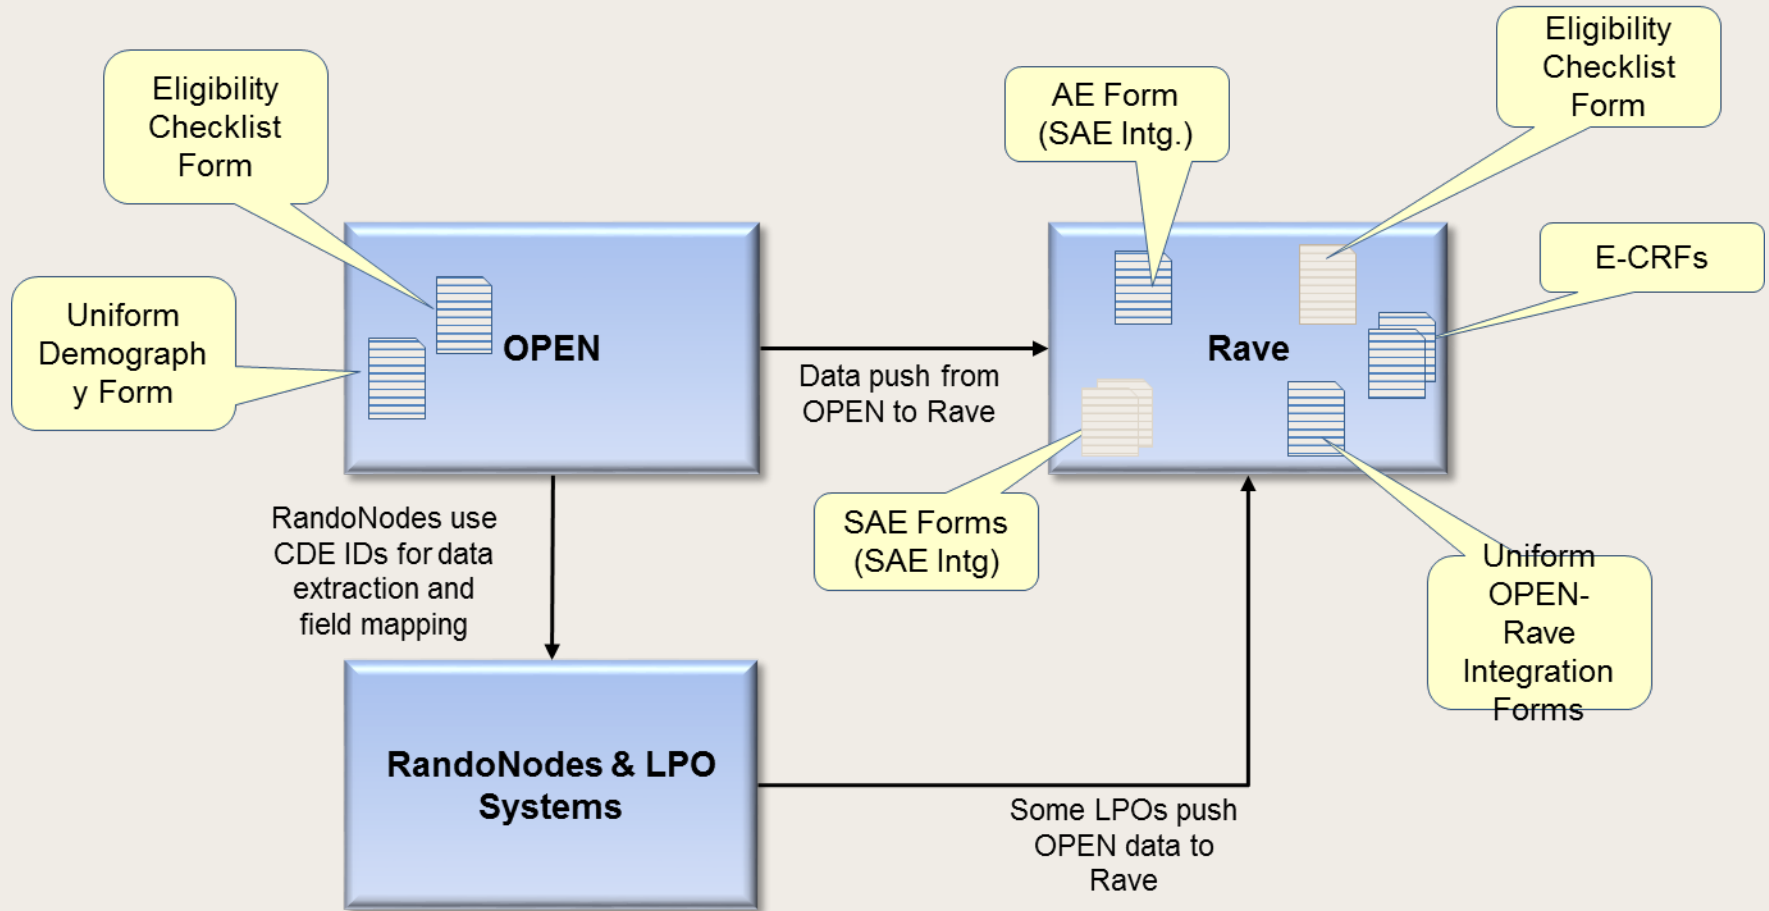 Eligibility
Checklist
Form
Uniform
Demograph
y Form
OPEN
Data push from
OPEN to Rave
AE Form
(SAE Intg.)
Eligibility
Checklist
Form
E-CRFs
Rave
SAE Forms
(SAE Intg)
Uniform
OPEN-
Rave
Integration
Forms
RandoNodes use
CDE IDs for data
extraction and
field mapping
RandoNodes & LPO
Systems
Some LPOs push
OPEN data to
Rave